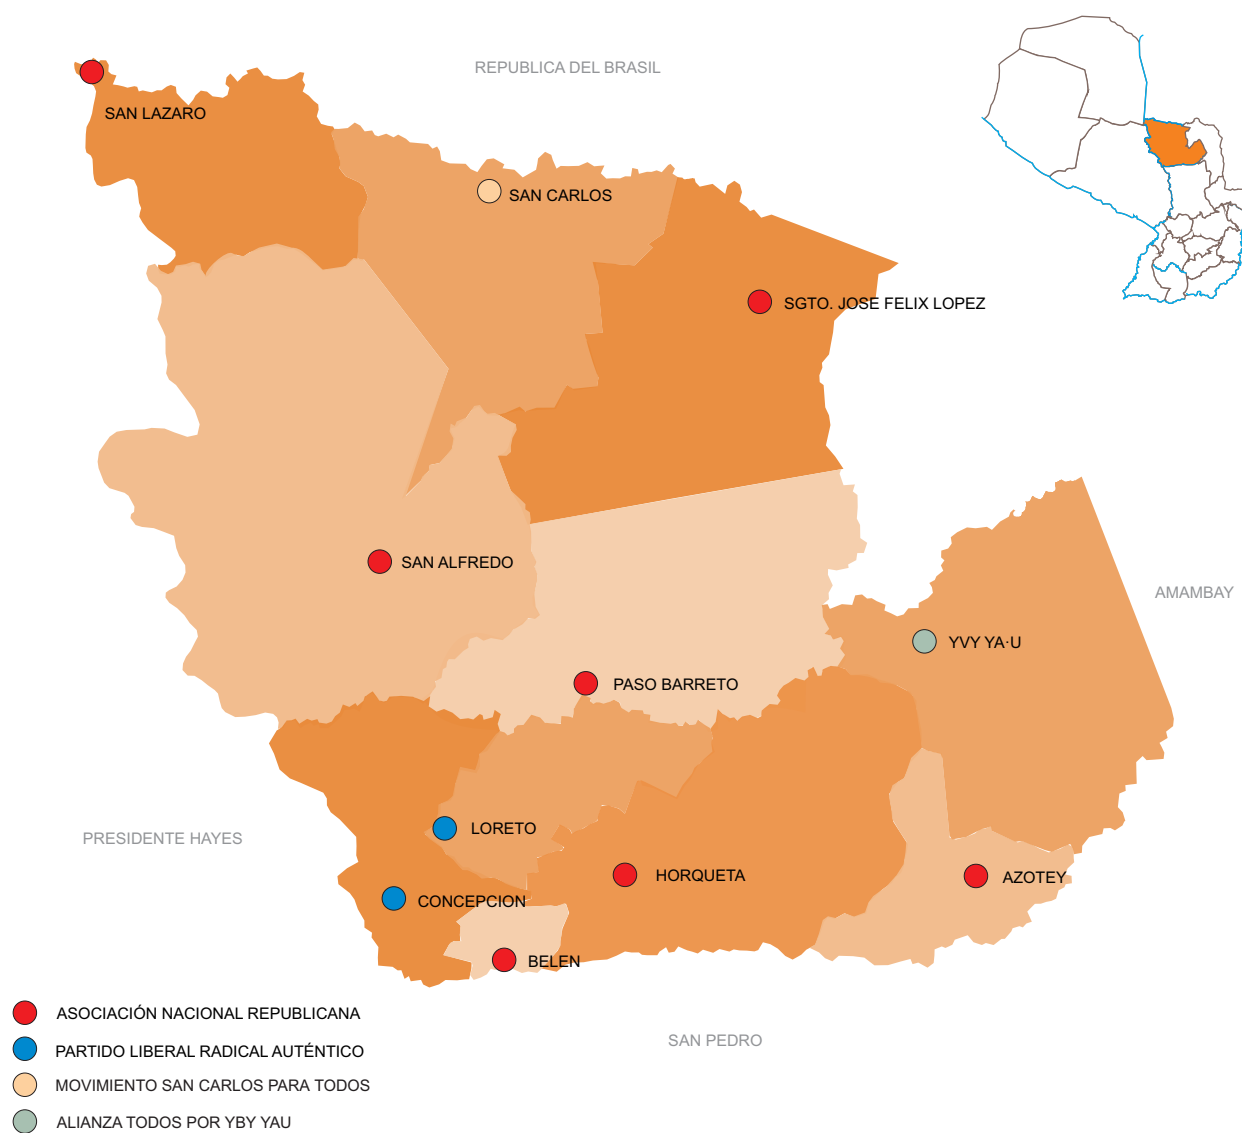 REPUBLICA DEL BRASIL
SAN LAZARO
SAN CARLOS
SGTO. JOSE FELIX LOPEZ
SAN ALFREDO
AMAMBAY
YVY YA·U
PASO BARRETO
PRESIDENTE HAYES
LORETO
HORQUETA
AZOTEY
CONCEPCION
BELEN
ASOCIACIÓN NACIONAL REPUBLICANA
SAN PEDRO
PARTIDO LIBERAL RADICAL AUTÉNTICO
MOVIMIENTO SAN CARLOS PARA TODOS
ALIANZA TODOS POR YBY YAU